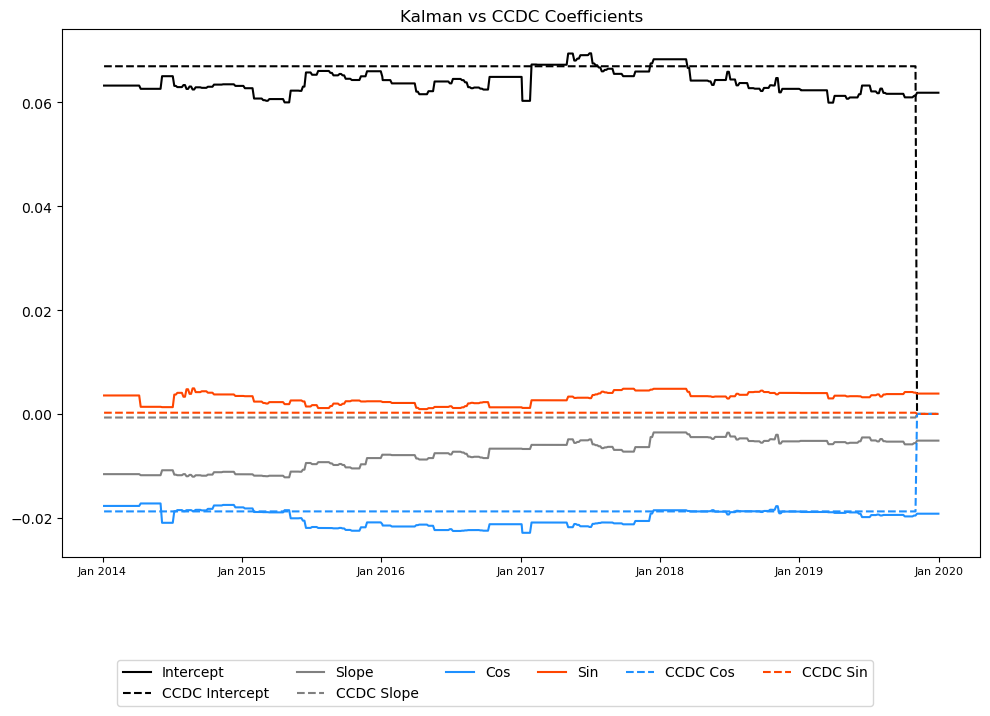 Kalman vs CCDC Coefficients
0.06
0.04
0.02
0.00
−0.02
Jan 2014 Jan 2015 Jan 2016 Jan 2017 Jan 2018 Jan 2019 Jan 2020
Intercept Slope Cos Sin CCDC Cos CCDC Sin
CCDC Intercept CCDC Slope